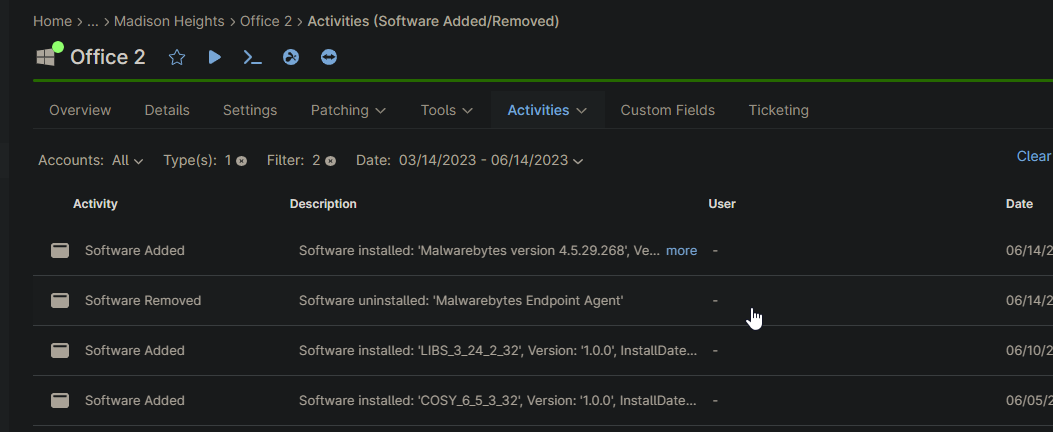 Home > ... > Madison Heights > Office 2 > Activities (Software Added/Removed)
Office 2
Overview Details Settings Patching Tools Activities Custom Fields Ticketing
Accounts: All Type(s): 1 Filter: 2 Date: 03/14/2023 - 06/14/2023 Clear
Activity Description User Date
Software Added Software installed: 'Malwarebytes version 4.5.29.268', Ve... more - 06/14/2
Software Removed Software uninstalled: 'Malwarebytes Endpoint Agent' - 06/14/2
Software Added Software installed: 'LIBS_3_24_2_32', Version: '1.0.0', InstallDate... - 06/10/2
Software Added Software installed: 'COSY_6_5_3_32', Version: '1.0.0', InstallDate... - 06/05/2